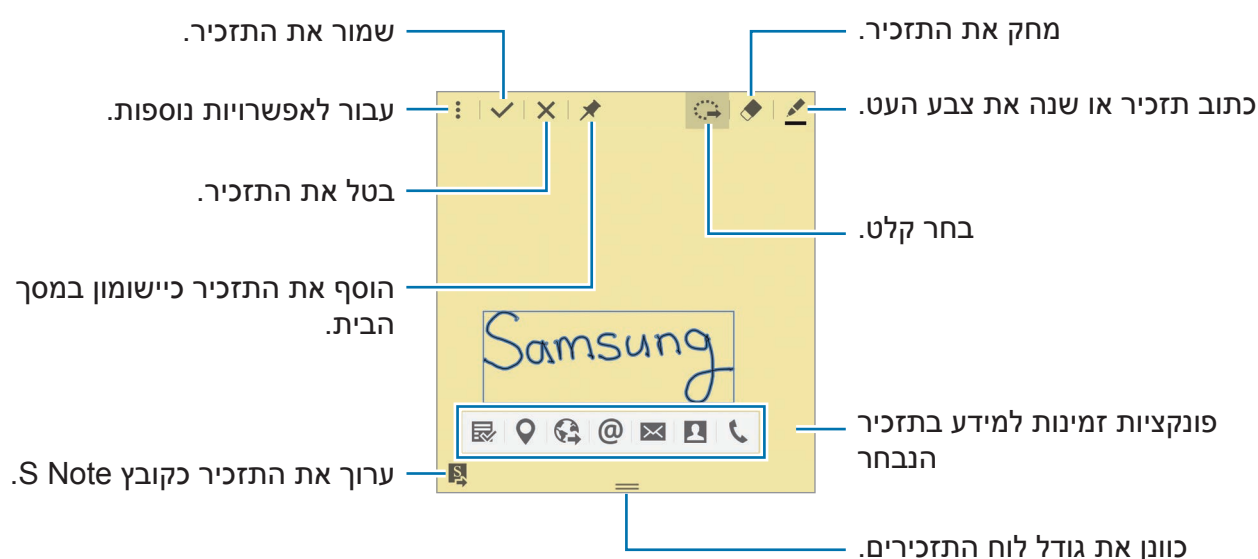 שמור את התזכיר.
מחק את התזכיר.
עבור לאפשרויות נוספות.
כתוב תזכיר או שנה את צבע העט.
בטל את התזכיר.
בחר קלט.
הוסף את התזכיר כיישומון במסך
הבית.
Samsung
פונקציות זמינות למידע בתזכיר
הנבחר
ערוך את התזכיר כקובץ S Note.
כוונן את גודל לוח התזכירים.